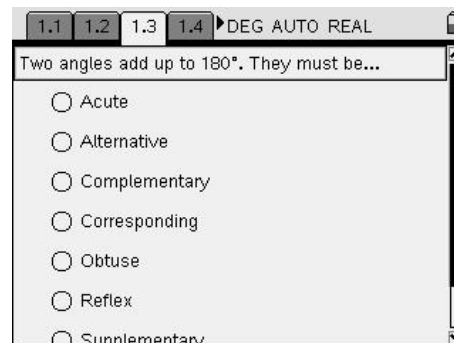 1.1 1.2 1.3 1.4 DEG AUTO REAL
Two angles add up to 180°. They must be...
Acute
Alternative
Complementary
Corresponding
Obtuse
Reflex
Supplementary